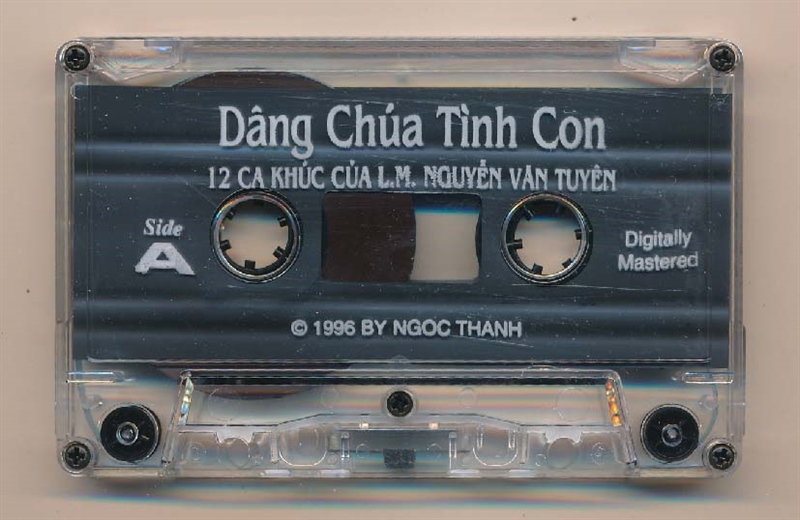 Dâng Chúa Tình Con
12 CA KHÚC CỦA L.M. NGUYỄN VĂN TUYÊN
Side
A
Digitally
Mastered
© 1996 BY NGOC THANH